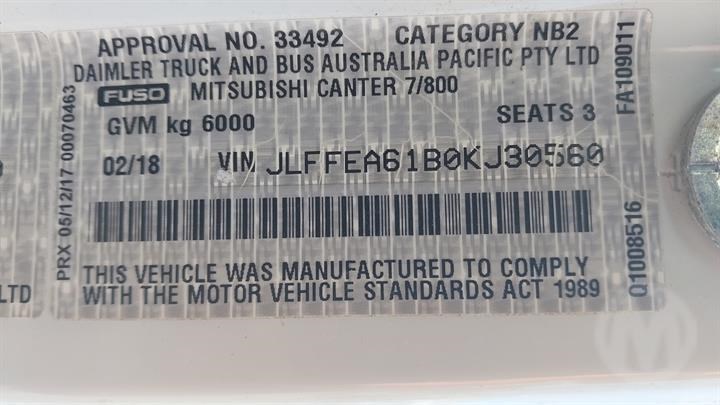 APPROVAL NO. 33492 CATEGORY NB2
DAIMLER TRUCK AND BUS AUSTRALIA PACIFIC PTY LTD
FUSO MITSUBISHI CANTER 7/800
GVM kg 6000 SEATS 3
02/18 VIN JLFFEA61B0KJ30560
THIS VEHICLE WAS MANUFACTURED TO COMPLY
WITH THE MOTOR VEHICLE STANDARDS ACT 1989
PRX 05/12/17 00070463
Q1008516 FA109011
LTD
M